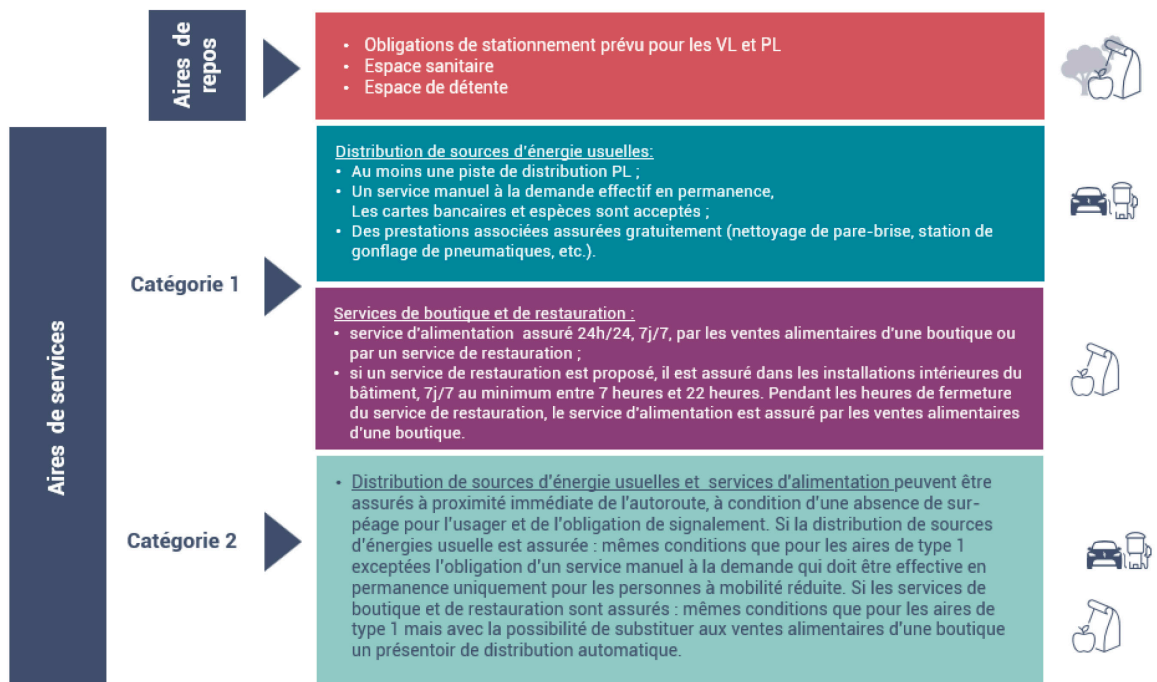 Aires de
repos
• Obligations de stationnement prévu pour les VL et PL
• Espace sanitaire
• Espace de détente
Aires de services
Catégorie 1
Distribution de sources d'énergie usuelles:
• Au moins une piste de distribution PL ;
• Un service manuel à la demande effectif en permanence,
Les cartes bancaires et espèces sont acceptés ;
• Des prestations associées assurées gratuitement (nettoyage de pare-brise, station de
gonflage de pneumatiques, etc.).
Services de boutique et de restauration :
• service d'alimentation assuré 24h/24, 7j/7, par les ventes alimentaires d'une boutique ou
par un service de restauration ;
• si un service de restauration est proposé, il est assuré dans les installations intérieures du
bâtiment, 7j/7 au minimum entre 7 heures et 22 heures. Pendant les heures de fermeture
du service de restauration, le service d'alimentation est assuré par les ventes alimentaires
d'une boutique.
Catégorie 2
• Distribution de sources d'énergie usuelles et services d'alimentation peuvent être
assurés à proximité immédiate de l'autoroute, à condition d'une absence de sur-
péage pour l'usager et de l'obligation de signalement. Si la distribution de sources
d'énergies usuelle est assurée : mêmes conditions que pour les aires de type 1
exceptées l'obligation d'un service manuel à la demande qui doit être effective en
permanence uniquement pour les personnes à mobilité réduite. Si les services de
boutique et de restauration sont assurés : mêmes conditions que pour les aires de
type 1 mais avec la possibilité de substituer aux ventes alimentaires d'une boutique
un présentoir de distribution automatique.